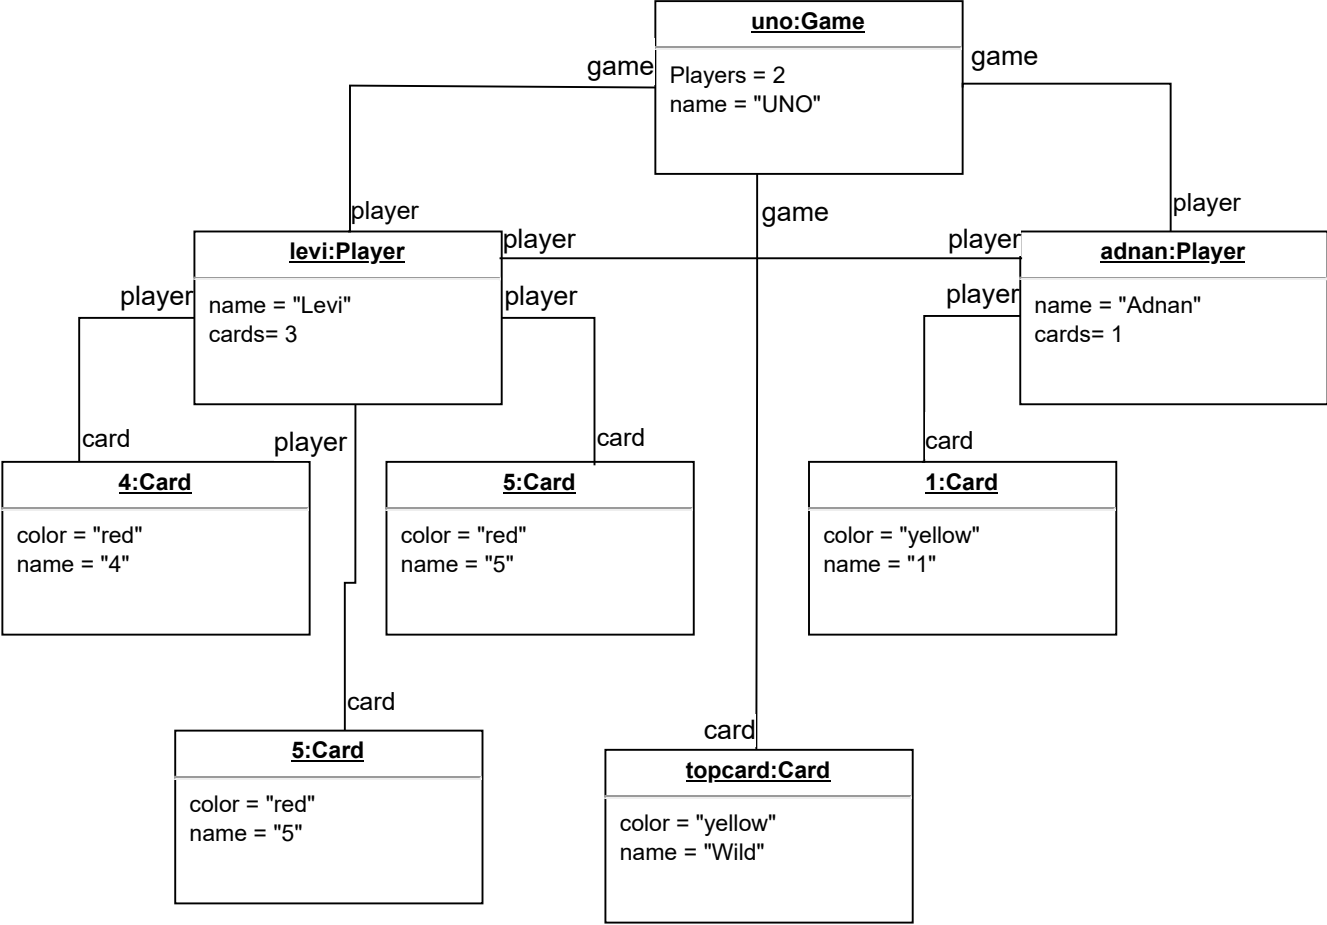 uno:Game
game
game
Players = 2
name = "UNO"
player
game
player
levi:Player
player
player
adnan:Player
player
name = "Levi"
cards= 3
player
player
name = "Adnan"
cards= 1
card
player
card
card
4:Card
color = "red"
name = "4"
5:Card
color = "red"
name = "5"
1:Card
color = "yellow"
name = "1"
card
card
5:Card
color = "red"
name = "5"
topcard:Card
color = "yellow"
name = "Wild"